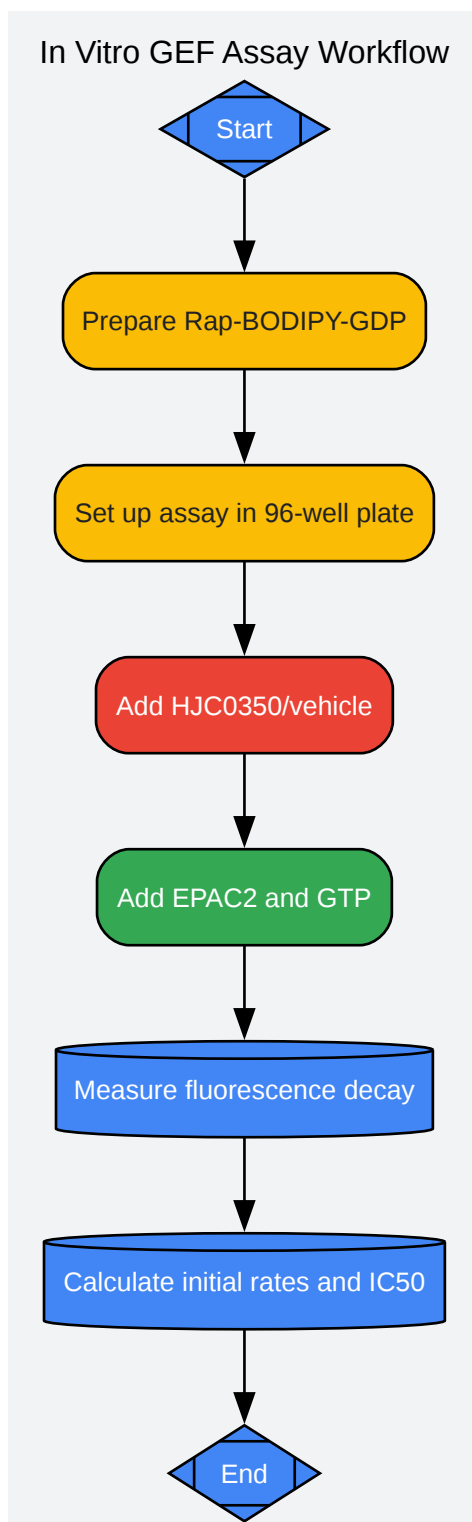 In Vitro GEF Assay Workflow
Start
Prepare Rap-BODIPY-GDP
Set up assay in 96-well plate
Add HJC0350/vehicle
Add EPAC2 and GTP
Measure fluorescence decay
Calculate initial rates and IC50
End